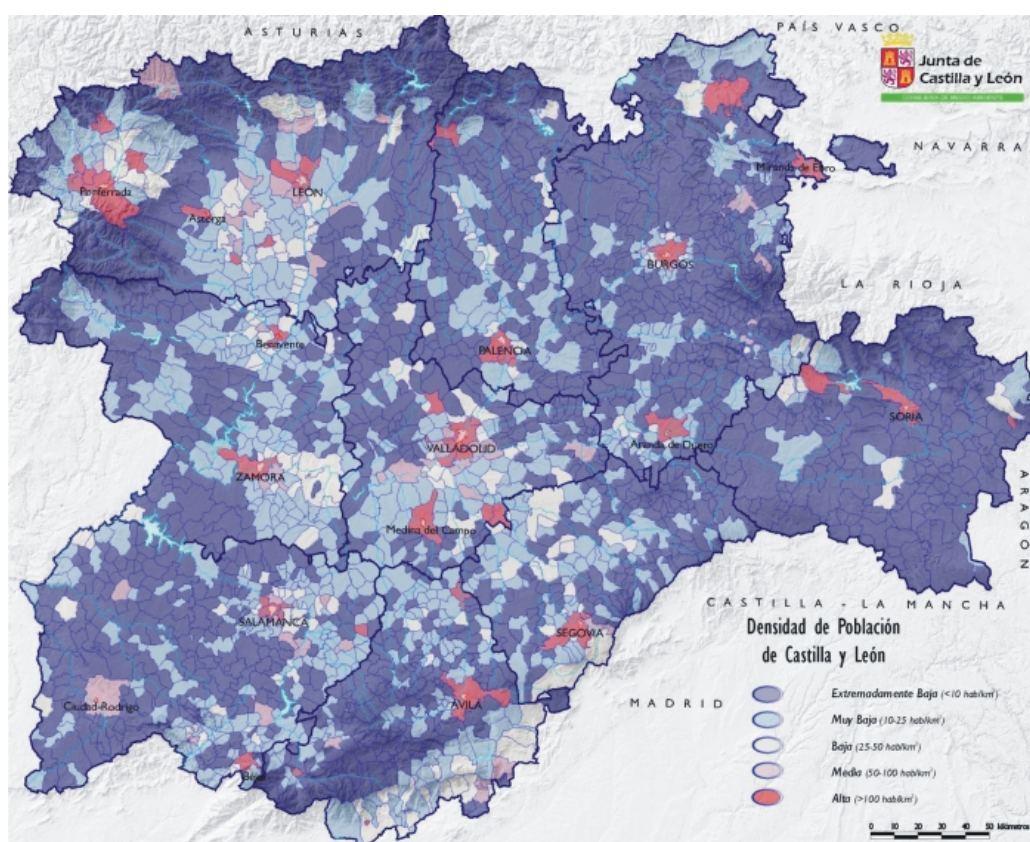 ASTURIAS
PAÍS VASCO
Junta de
Castilla y León
NAVARRA
Miranda de Ebro
Ponferrada
LEÓN
Astorga
BURGOS
LA RIOJA
Benavente
PALENCIA
SORIA
VALLADOLID
Aranda de Duero
ZAMORA
ARAGÓN
Medina del Campo
CASTILLA - LA MANCHA
SALAMANCA
SEGOVIA
Densidad de Población
de Castilla y León
Ciudad-Rodrigo
ÁVILA
MADRID
Extremadamente Baja (<10 hab/km²)
Muy Baja (10-25 hab/km²)
Baja (25-50 hab/km²)
Media (50-100 hab/km²)
Alta (>100 hab/km²)
Béjar
0 10 20 30 40 50 kilómetros